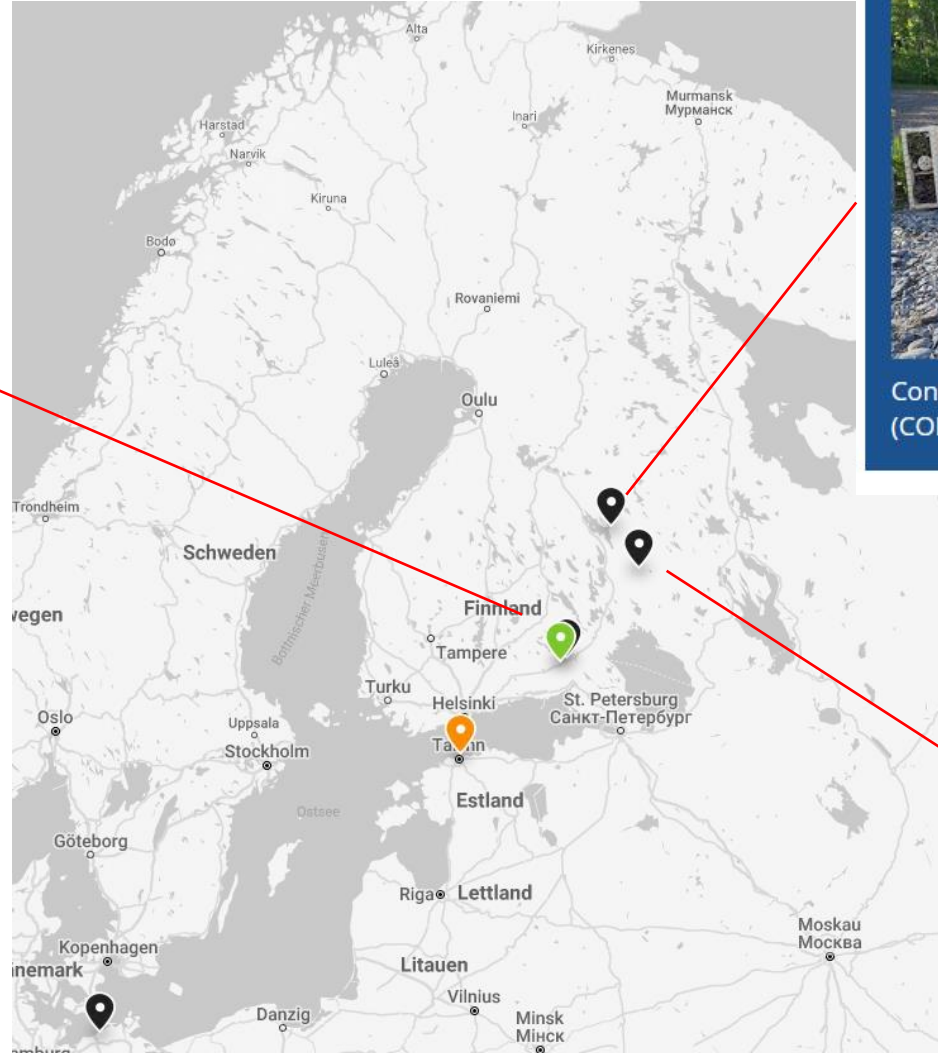 Alta
Kirkenes
Murmansk
Мурманск
Inari
Harstad
Narvik
Kiruna
Bodø
Rovaniemi
Luleå
Oulu
Con
(CO
Trondheim
Schweden
Bottnischer Meerbusen
Finnland
wegen
Tampere
Turku
Helsinki
St. Petersburg
Санкт-Петербург
Oslo
Uppsala
Stockholm
Estland
Ostsee
Göteborg
Riga
Lettland
Moskau
Москва
Kopenhagen
nemark
Litauen
Vilnius
Danzig
Minsk
Мінск